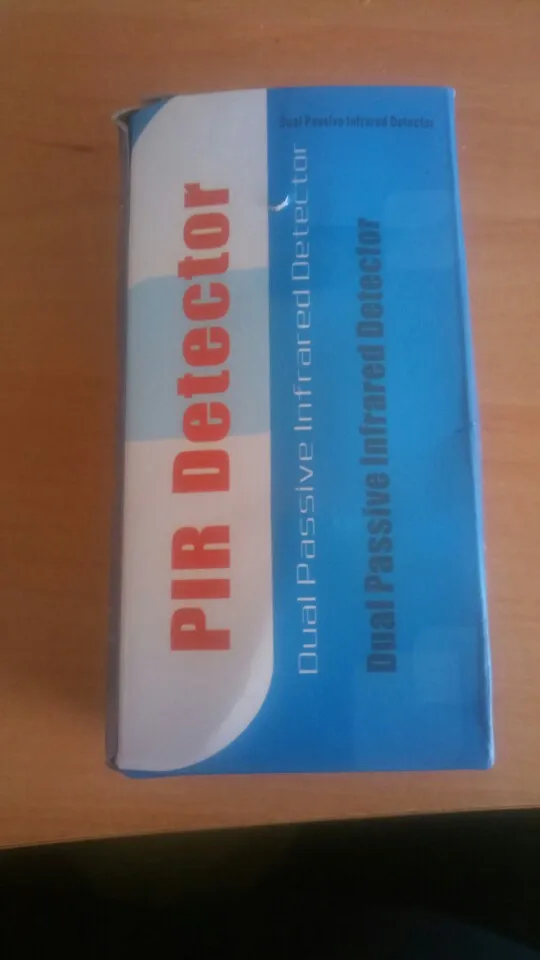 PIR Detector
Dual Passive Infrared Detector
Dual Passive Infrared Detector
Dual Passive Infrared Detector